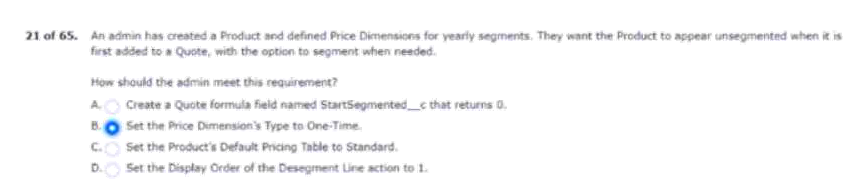 21 of 65. An admin has created a Product and defined Price Dimensions for yearly segments. They want the Product to appear unsegmented when it is
first added to a Quote, with the option to segment when needed.
How should the admin meet this requirement?
A. Create a Quote formula field named StartSegmented__c that returns 0.
B. Set the Price Dimension's Type to One-Time.
C. Set the Product's Default Pricing Table to Standard.
D. Set the Display Order of the Desegment Line action to 1.